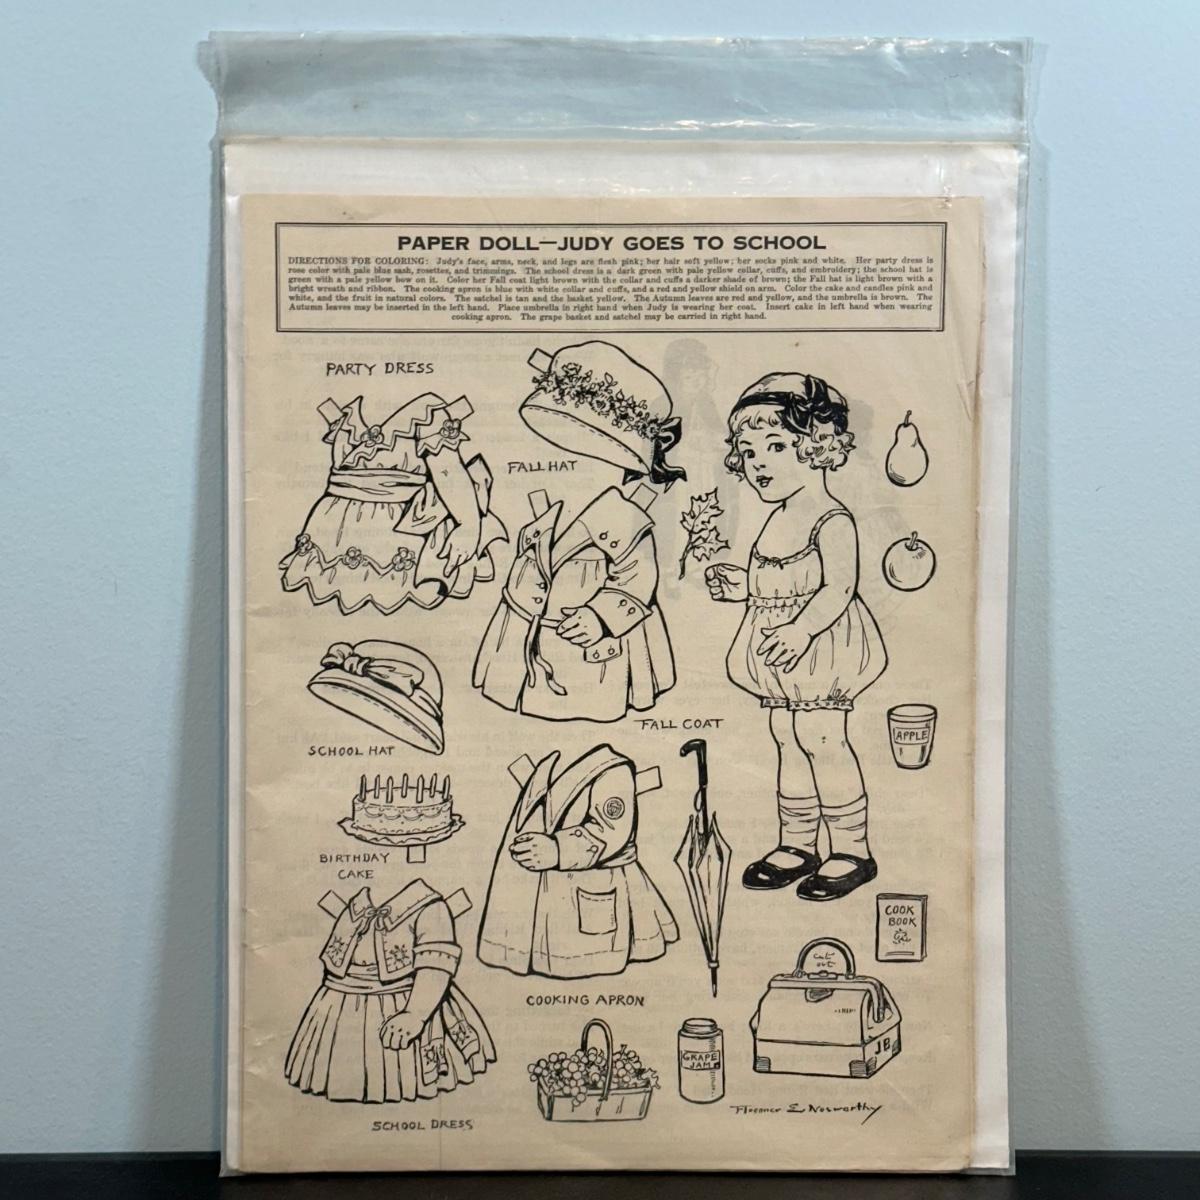 PAPER DOLL—JUDY GOES TO SCHOOL
DIRECTIONS FOR COLORING: Judy's face, arms, neck, and legs are flesh pink; her hair soft yellow; her socks pink and white. Her party dress is
rose color with pale blue sash, rosettes, and trimmings. The school dress is a dark green with pale yellow collar, cuffs, and embroidery; the school hat is
green with a pale yellow bow on it. Color her Fall coat light brown with the collar and cuffs a darker shade of brown; the Fall hat is light brown with a
bright wreath and ribbon. The cooking apron is blue with white collar and cuffs, and a red and yellow shield on arm. Color the cake and candles pink and
white, and the fruit in natural colors. The satchel is tan and the basket yellow. The Autumn leaves are red and yellow, and the umbrella is brown. The
Autumn leaves may be inserted in the left hand. Place umbrella in right hand when Judy is wearing her coat. Insert cake in left hand when wearing
cooking apron. The grape basket and satchel may be carried in right hand.
PARTY DRESS
FALL HAT
FALL COAT
SCHOOL HAT
APPLE
BIRTHDAY
CAKE
COOK
BOOK
cut
out
COOKING APRON
GRAPE
JAM
JB
Florence E Nosworthy
SCHOOL DRESS